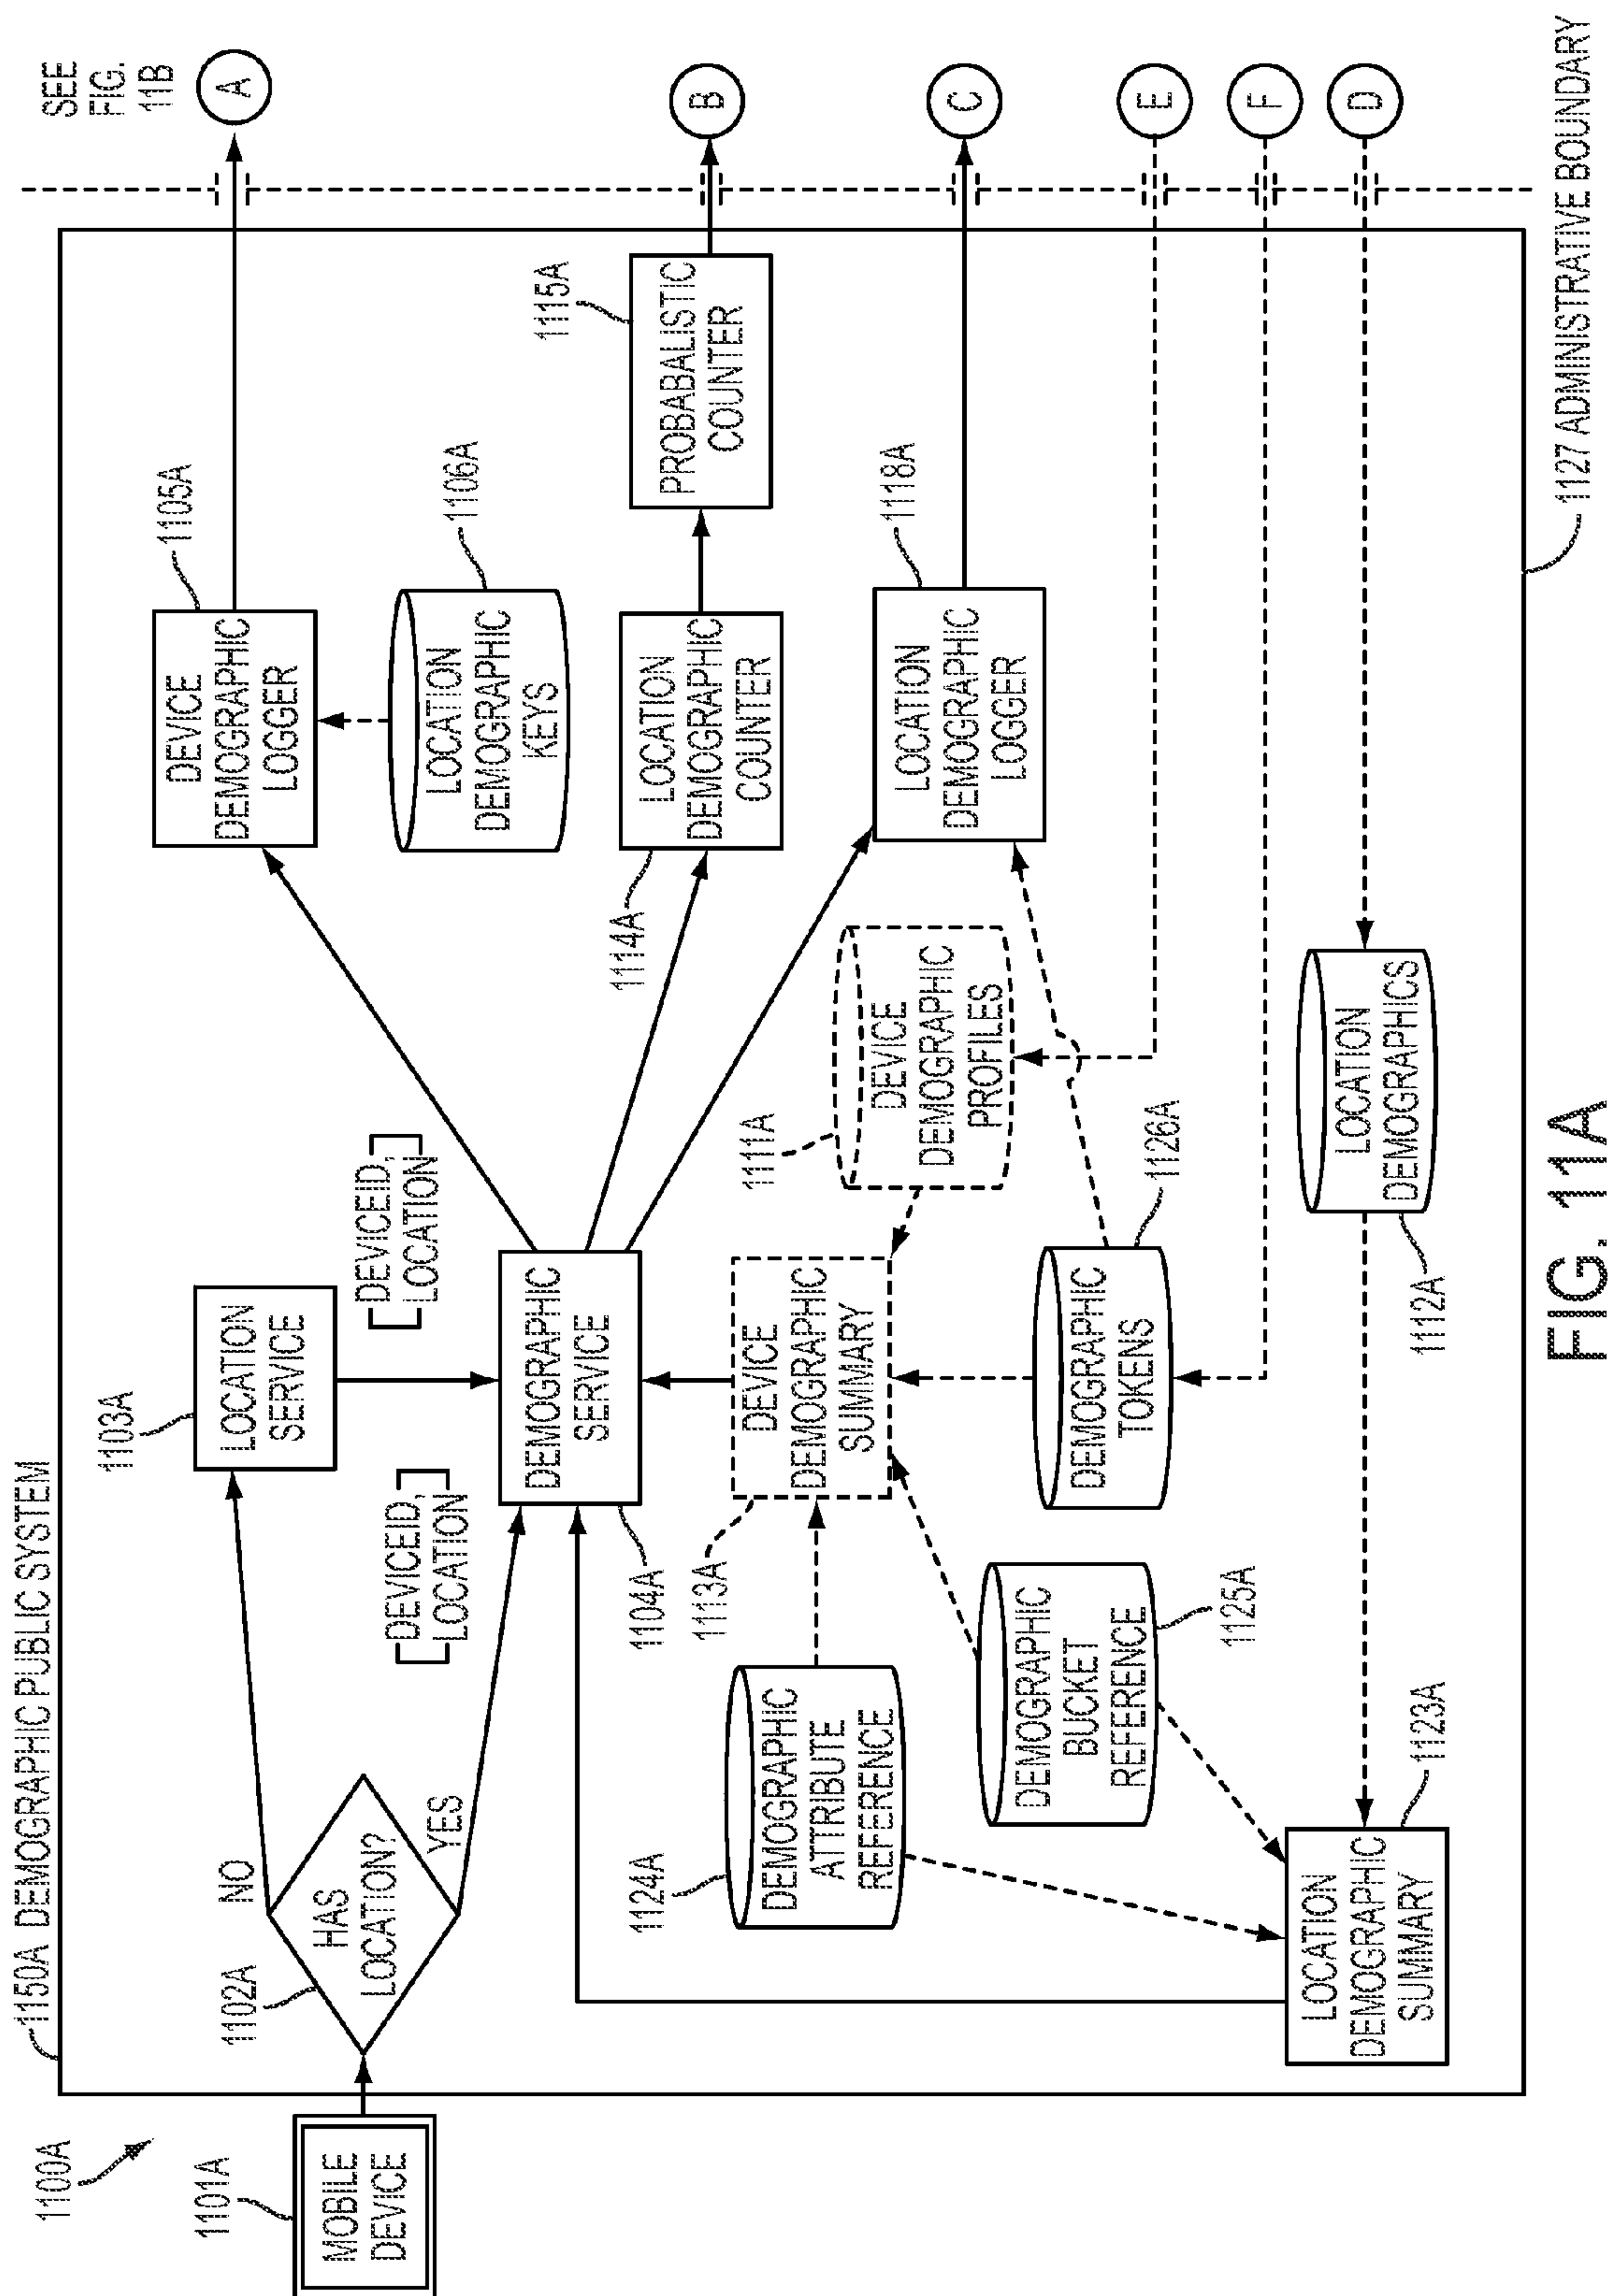 1100A
1101A
MOBILE
DEVICE
1150A DEMOGRAPHIC PUBLIC SYSTEM
1102A
HAS
LOCATION?
NO
YES
1103A
LOCATION
SERVICE
[DEVICEID,
LOCATION]
[DEVICEID,
LOCATION]
DEMOGRAPHIC
SERVICE
1104A
DEVICE
DEMOGRAPHIC
LOGGER
1105A
LOCATION
DEMOGRAPHIC
KEYS
1106A
LOCATION
DEMOGRAPHIC
COUNTER
1114A
PROBABALISTIC
COUNTER
1115A
LOCATION
DEMOGRAPHIC
LOGGER
1118A
DEVICE
DEMOGRAPHIC
SUMMARY
1113A
DEVICE
DEMOGRAPHIC
PROFILES
1111A
1124A
DEMOGRAPHIC
ATTRIBUTE
REFERENCE
DEMOGRAPHIC
BUCKET
REFERENCE
1125A
DEMOGRAPHIC
TOKENS
1126A
LOCATION
DEMOGRAPHIC
SUMMARY
1123A
LOCATION
DEMOGRAPHICS
1112A
SEE
FIG.
11B
A
B
C
E
F
D
1127 ADMINISTRATIVE BOUNDARY
FIG. 11A